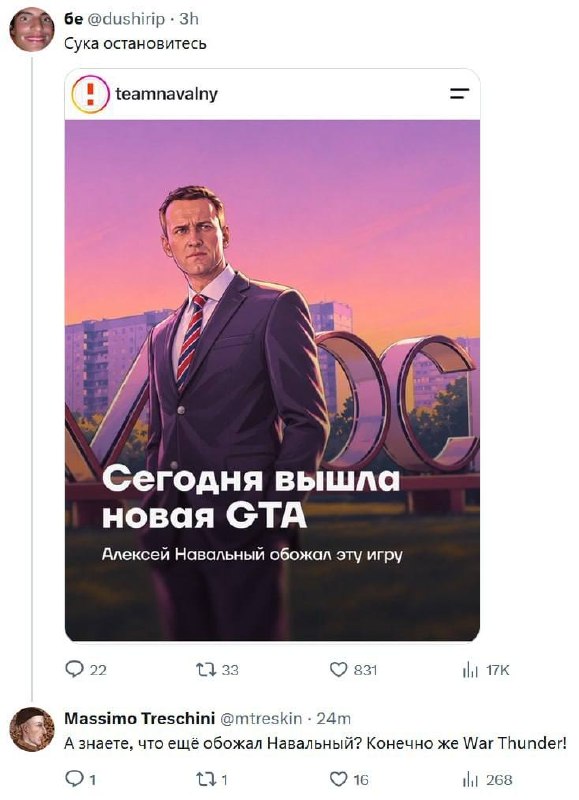 бе @dushirip · 3h
Сука остановитесь
teamnavalny
МОС
Сегодня вышла
новая GTA
Алексей Навальный обожал эту игру
22 33 831 17K
Massimo Treschini @mtreskin · 24m
А знаете, что ещё обожал Навальный? Конечно же War Thunder!
1 1 16 268